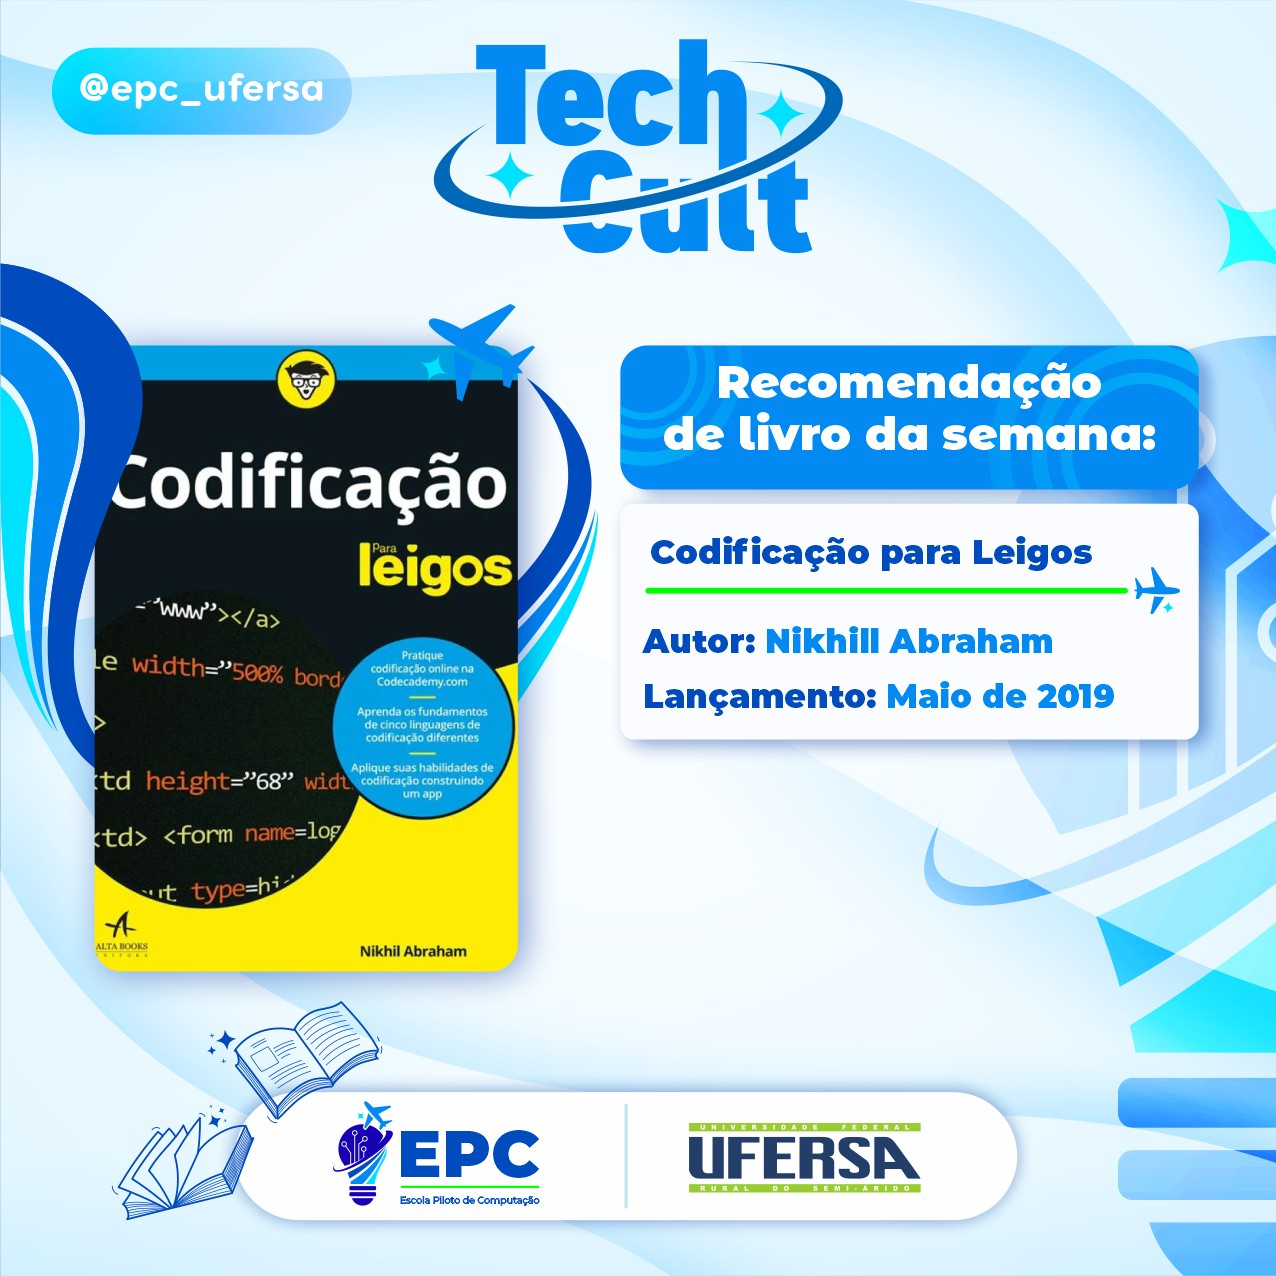 @epc_ufersa
Tech
Cult
Codificação
Para
leigos
="www"></a>
le width="500% bord
>
<td height="68" widt
<td> <form name=log
ut type=hi
Pratique
codificação online na
Codecademy.com
Aprenda os fundamentos
de cinco linguagens de
codificação diferentes
Aplique suas habilidades de
codificação construindo
um app
ALTA BOOKS
EDITORA
Nikhil Abraham
Recomendação
de livro da semana:
Codificação para Leigos
Autor: Nikhill Abraham
Lançamento: Maio de 2019
EPC
Escola Piloto de Computação
UNIVERSIDADE FEDERAL
UFERSA
RURAL DO SEMI-ÁRIDO